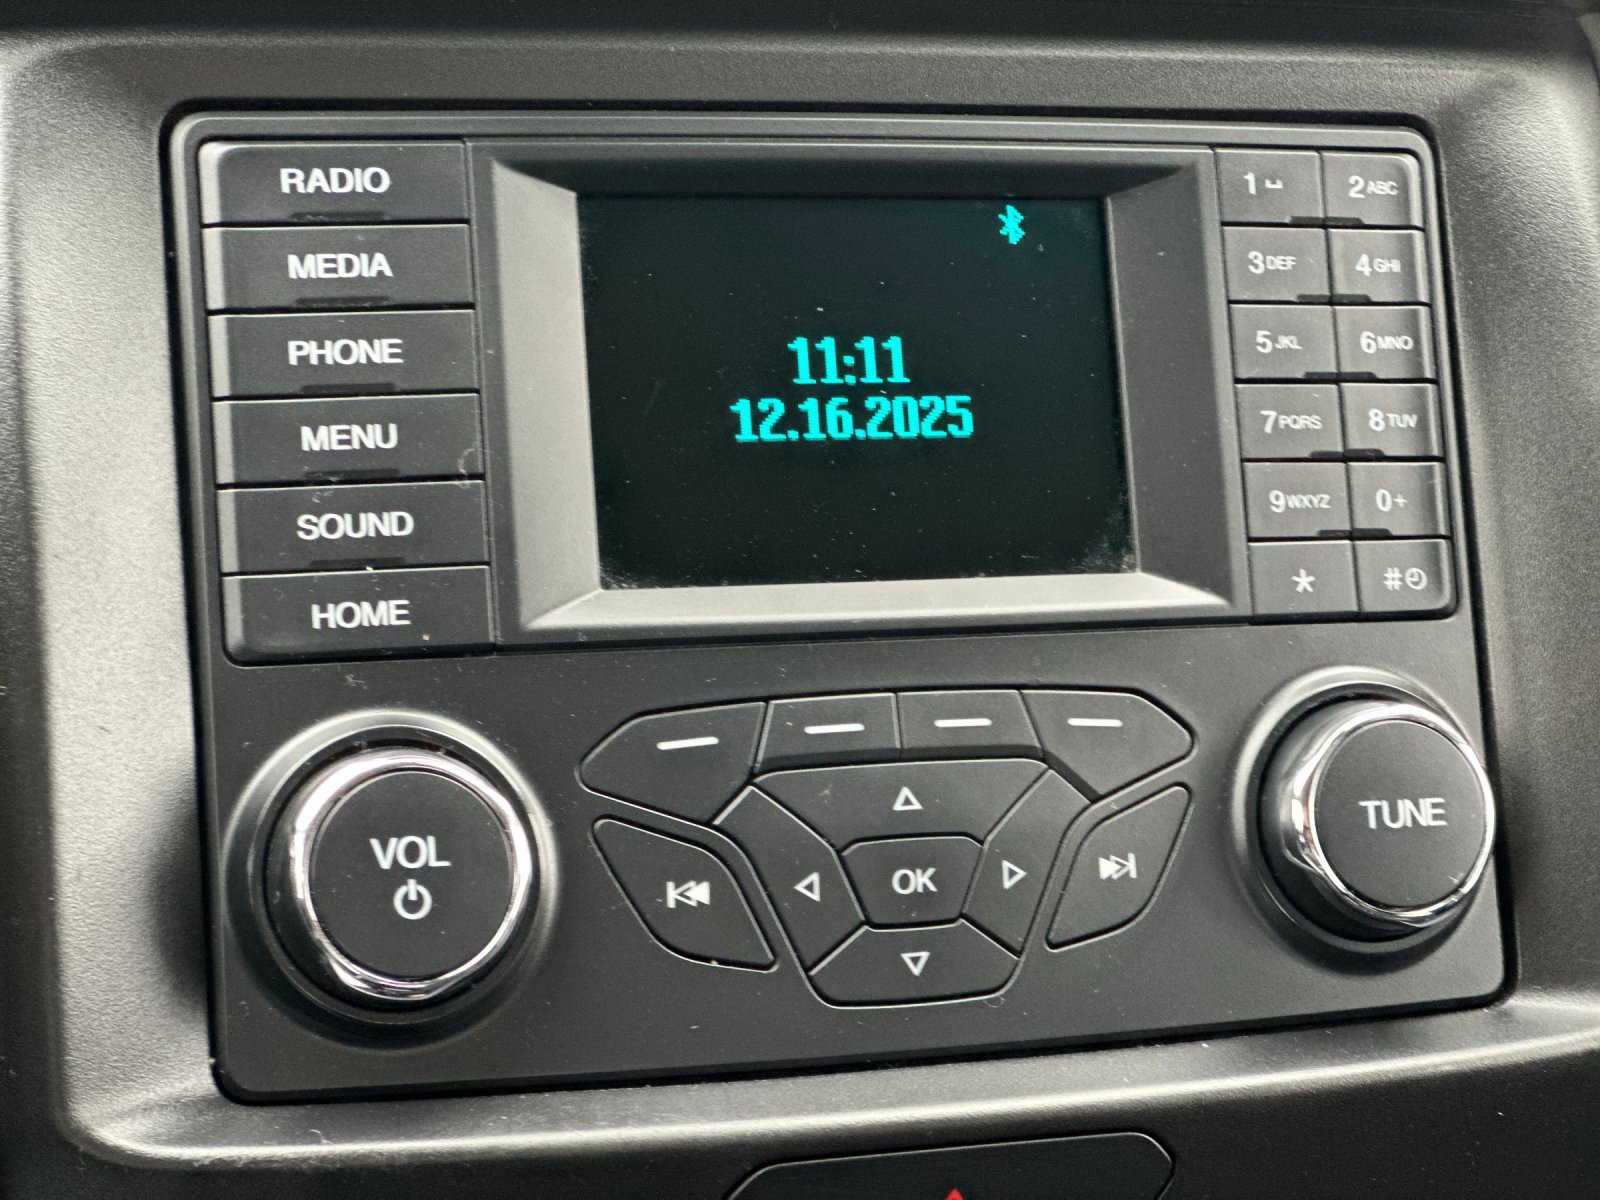 RADIO
MEDIA
PHONE
MENU
SOUND
HOME
11:11
12.16.2025
1␣ 2ABC
3DEF 4GHI
5JKL 6MNO
7PQRS 8TUV
9WXYZ 0+
* #
VOL
OK
TUNE